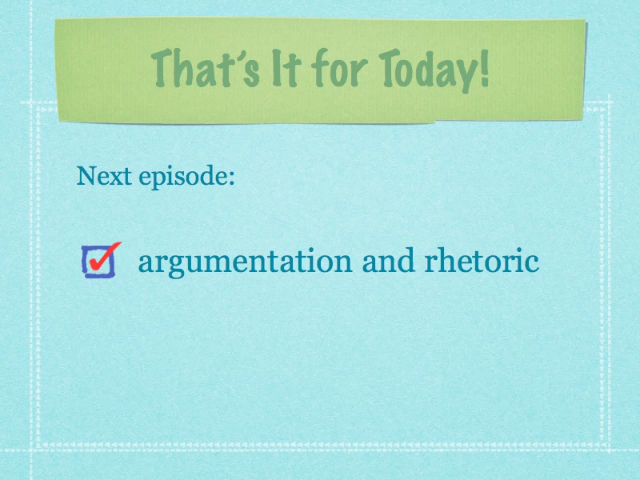 That’s It for Today!
Next episode:
argumentation and rhetoric